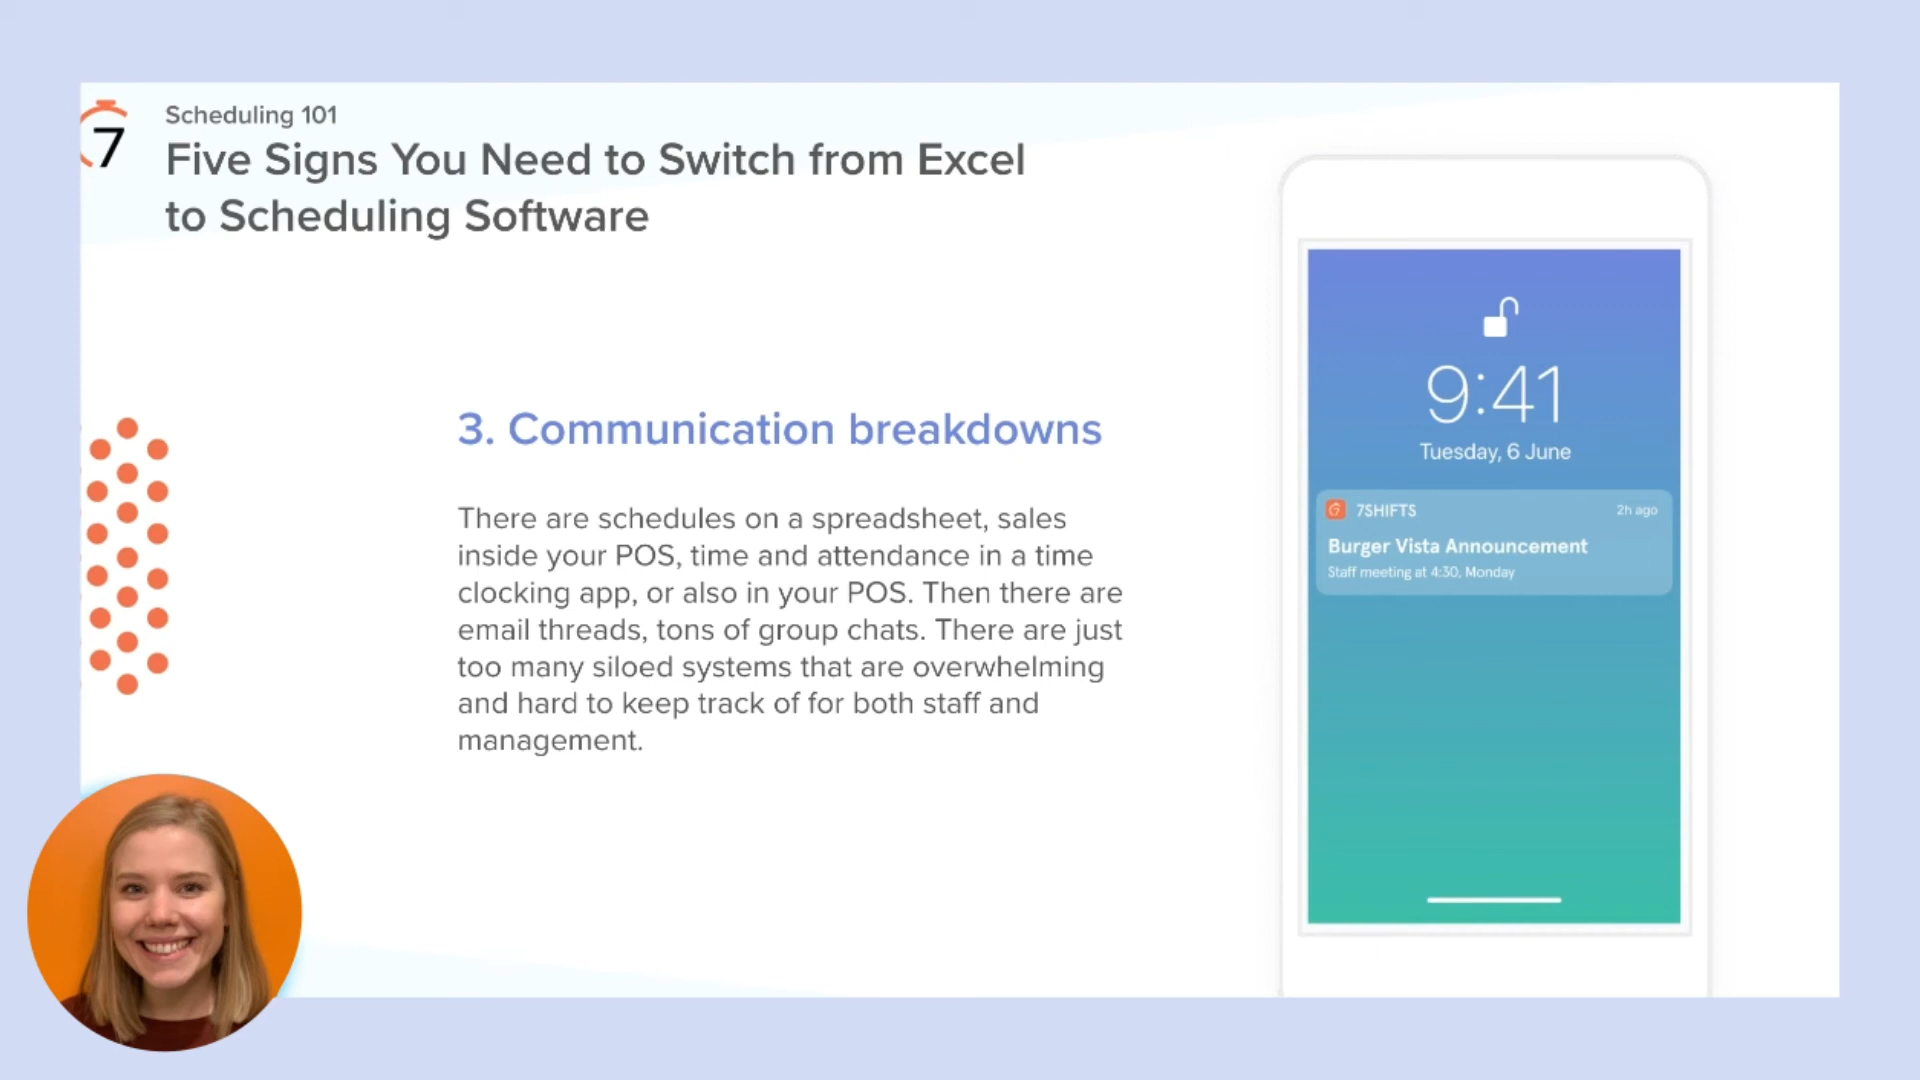 7
Scheduling 101
Five Signs You Need to Switch from Excel
to Scheduling Software
3. Communication breakdowns
There are schedules on a spreadsheet, sales
inside your POS, time and attendance in a time
clocking app, or also in your POS. Then there are
email threads, tons of group chats. There are just
too many siloed systems that are overwhelming
and hard to keep track of for both staff and
management.
9:41
Tuesday, 6 June
7SHIFTS 2h ago
Burger Vista Announcement
Staff meeting at 4:30, Monday